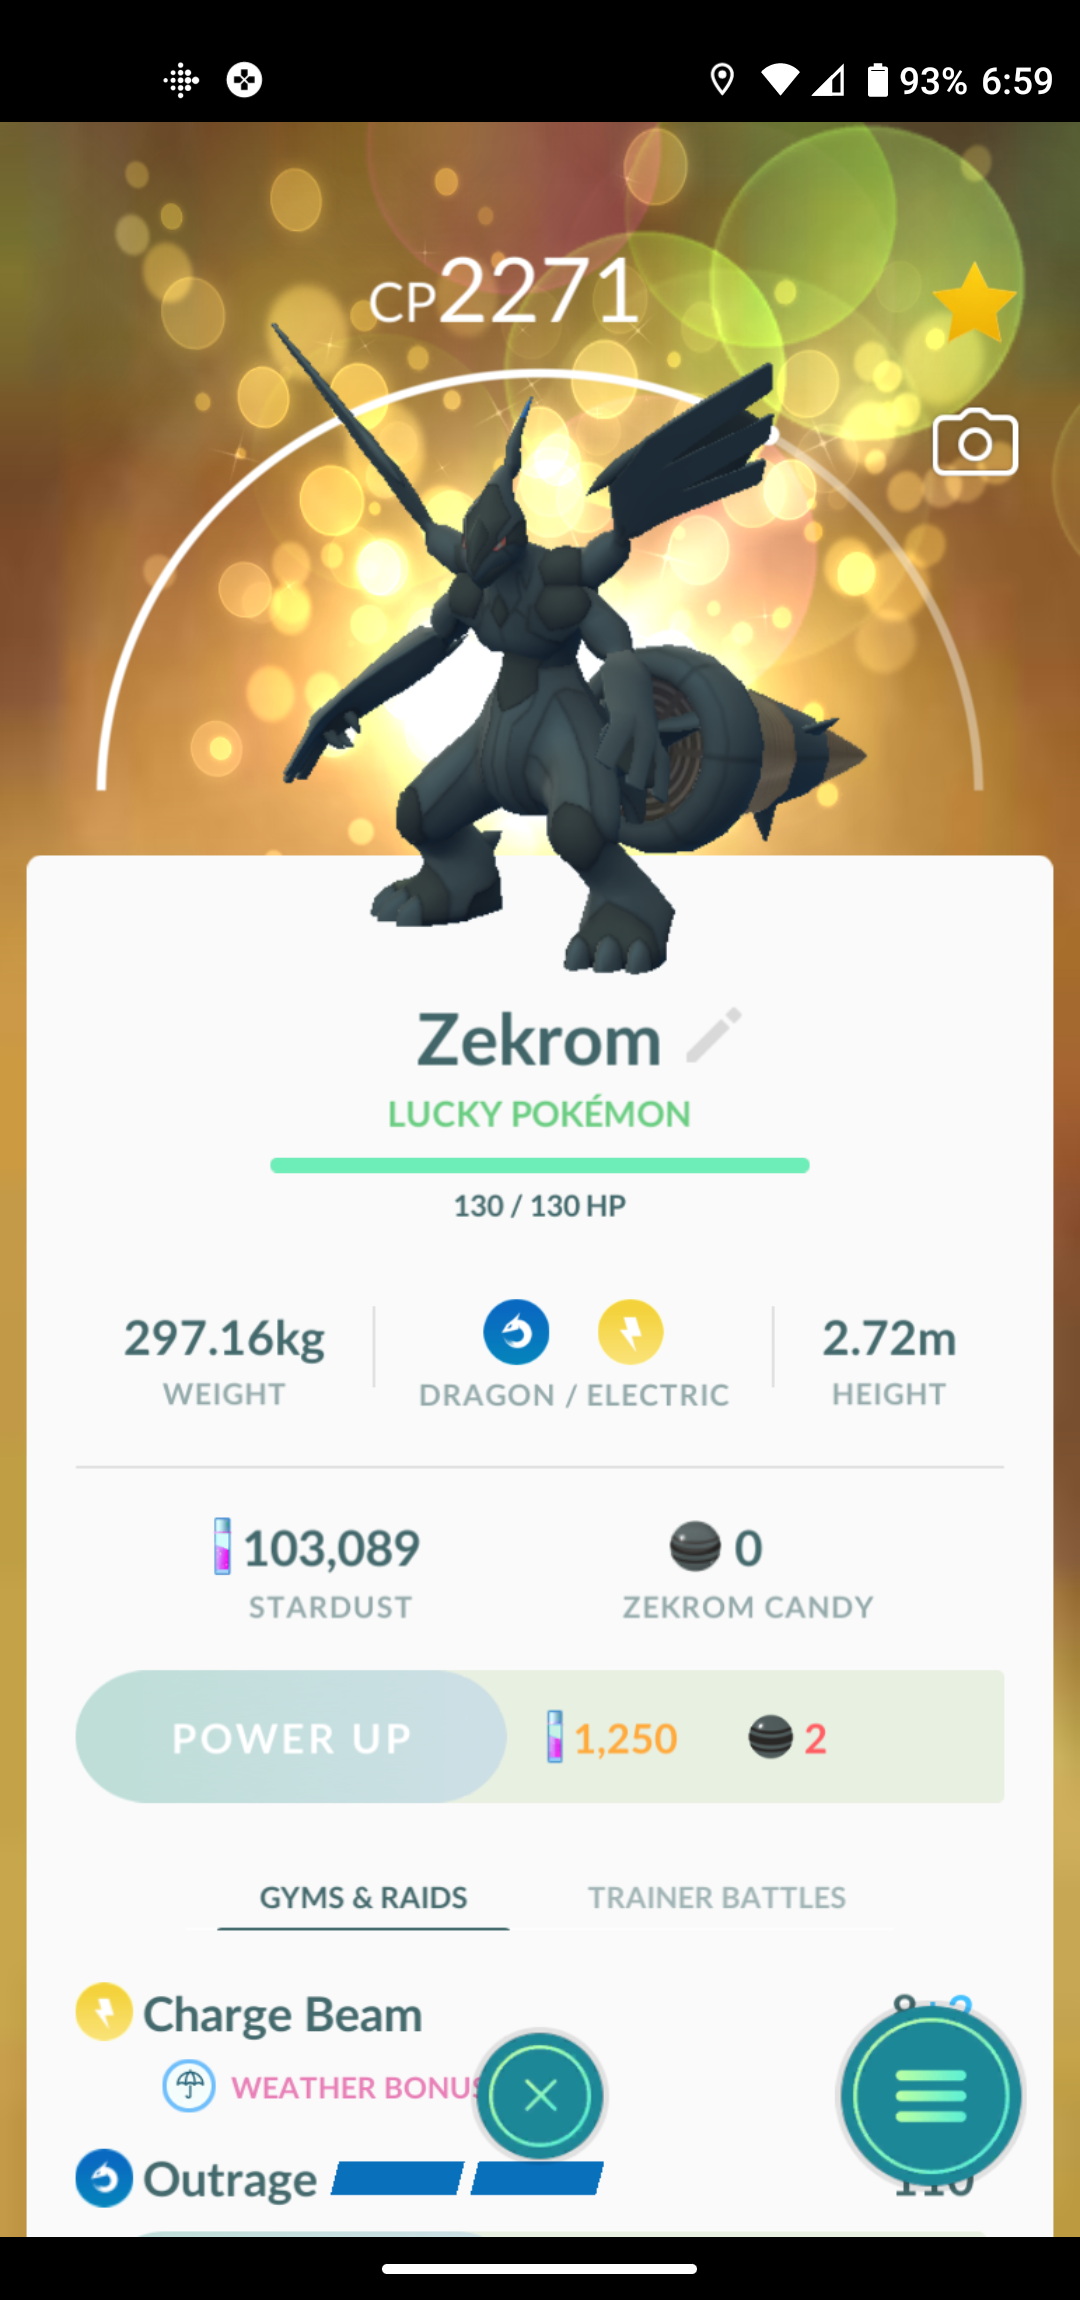 93% 6:59
CP2271
Zekrom
LUCKY POKÉMON
130 / 130 HP
297.16kg
WEIGHT
DRAGON / ELECTRIC
2.72m
HEIGHT
103,089
STARDUST
0
ZEKROM CANDY
POWER UP 1,250 2
GYMS & RAIDS TRAINER BATTLES
Charge Beam
WEATHER BONUS
Outrage 110